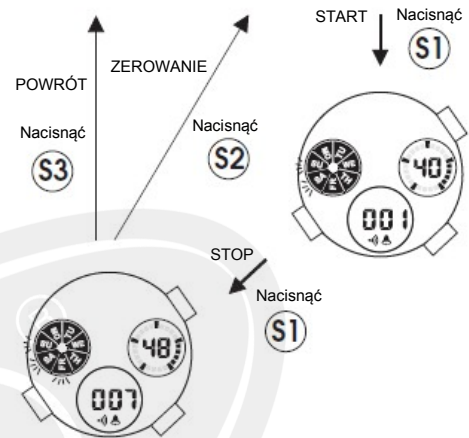 START
Nacisnąć
S1
ZEROWANIE
POWRÓT
Nacisnąć
S3
Nacisnąć
S2
40
001
STOP
Nacisnąć
S1
48
007